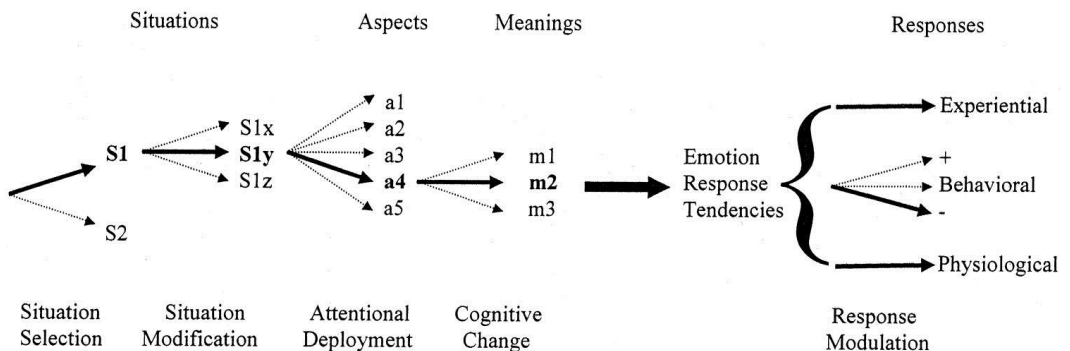 Situations
Aspects
Meanings
Responses
S1
S2
S1x
S1y
S1z
a1
a2
a3
a4
a5
m1
m2
m3
Emotion
Response
Tendencies
Experiential
+
Behavioral
-
Physiological
Situation
Selection
Situation
Modification
Attentional
Deployment
Cognitive
Change
Response
Modulation